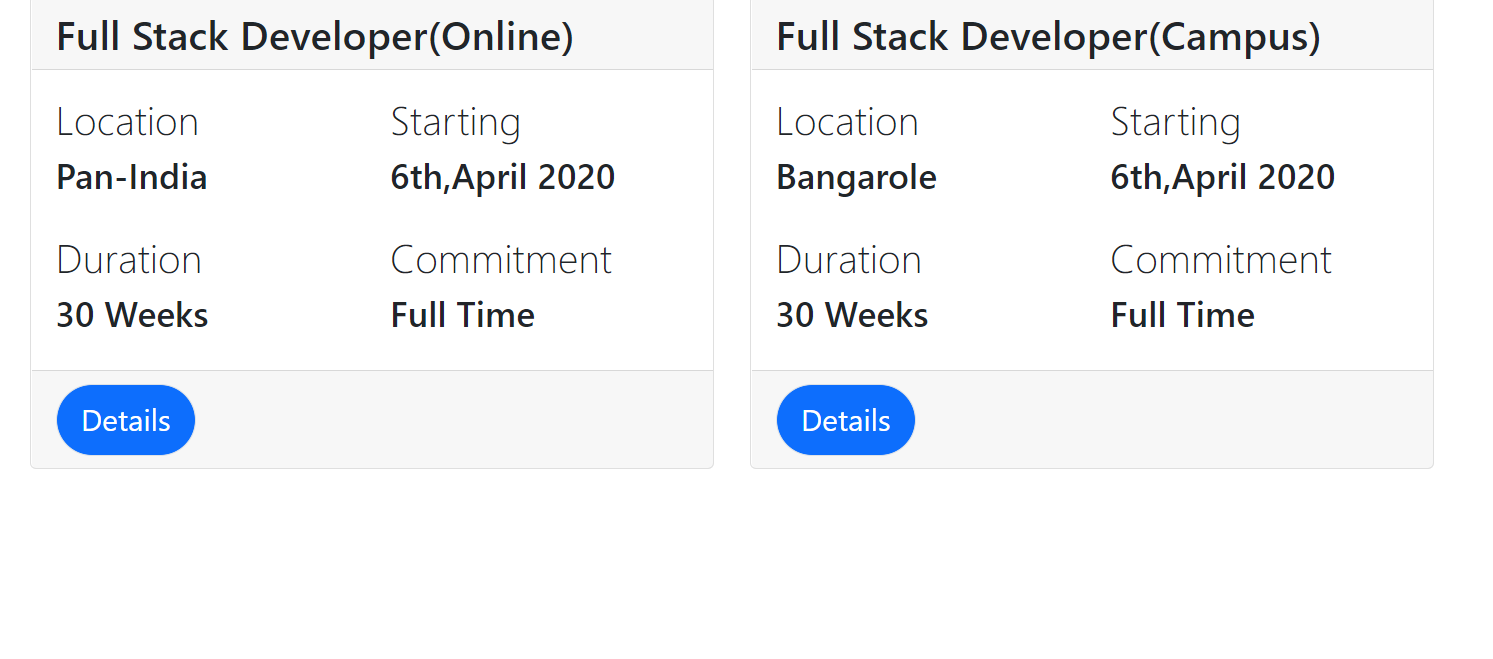 Full Stack Developer(Online)
Location
Starting
Pan-India
6th,April 2020
Duration
Commitment
30 Weeks
Full Time
Details
Full Stack Developer(Campus)
Location
Starting
Bangarole
6th,April 2020
Duration
Commitment
30 Weeks
Full Time
Details